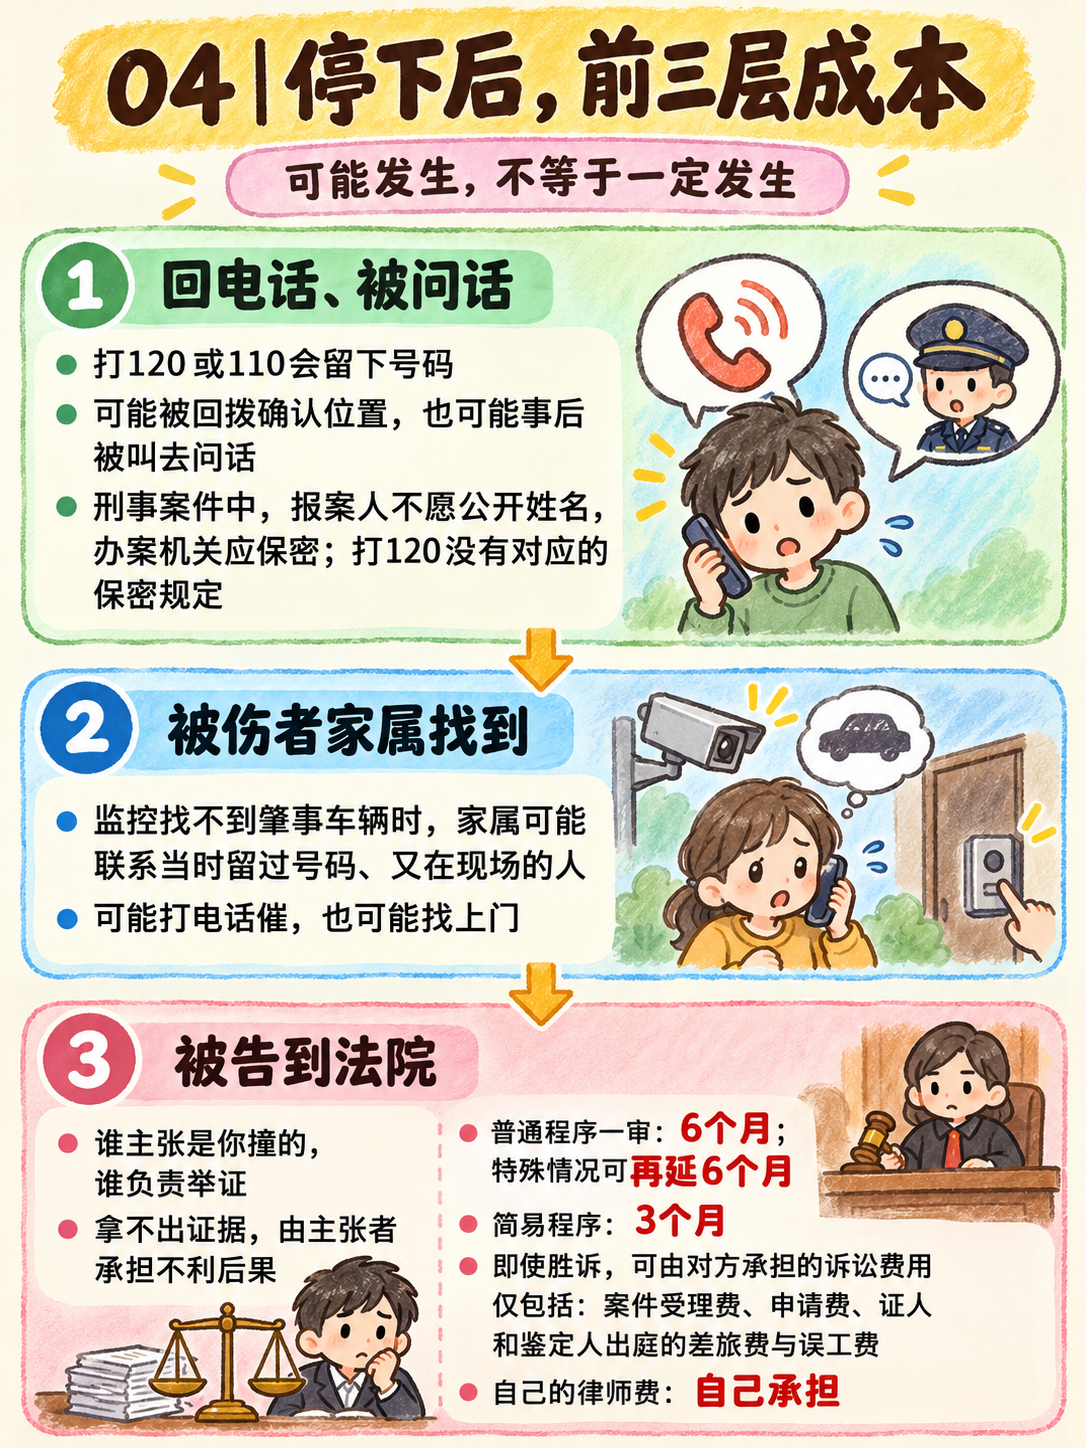 04|停下后，前三层成本
可能发生，不等于一定发生
1 回电话、被问话
打120或110会留下号码
可能被回拨确认位置，也可能事后
被叫去问话
刑事案件中，报案人不愿公开姓名，
办案机关应保密；打120没有对应的
保密规定
2 被伤者家属找到
监控找不到肇事车辆时，家属可能
联系当时留过号码、又在现场的人
可能打电话催，也可能找上门
3 被告到法院
谁主张是你撞的，
谁负责举证
拿不出证据，由主张者
承担不利后果
普通程序一审：6个月；
特殊情况可再延6个月
简易程序：3个月
即使胜诉，可由对方承担的诉讼费用
仅包括：案件受理费、申请费、证人
和鉴定人出庭的差旅费与误工费
自己的律师费：自己承担